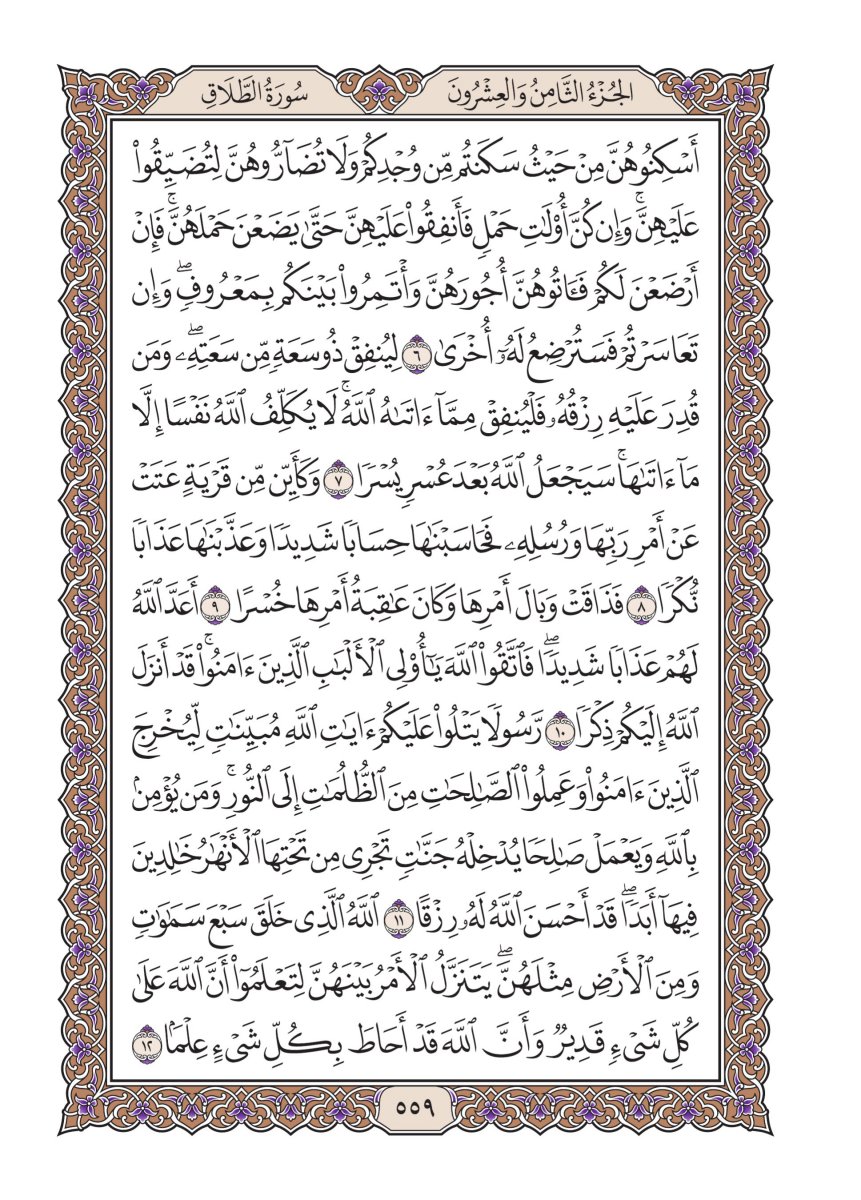 الجُزْءُ الثَّامِنُ وَالعِشْرُونَ
سُورَةُ الطَّلَاقِ
أَسْكِنُوهُنَّ مِنْ حَيْثُ سَكَنتُم مِّن وُجْدِكُمْ وَلَا تُضَآرُّوهُنَّ لِتُضَيِّقُوا۟
عَلَيْهِنَّ ۚ وَإِن كُنَّ أُو۟لَٰتِ حَمْلٍ فَأَنفِقُوا۟ عَلَيْهِنَّ حَتَّىٰ يَضَعْنَ حَمْلَهُنَّ ۚ فَإِنْ
أَرْضَعْنَ لَكُمْ فَـَٔاتُوهُنَّ أُجُورَهُنَّ وَأْتَمِرُوا۟ بَيْنَكُم بِمَعْرُوفٍ ۖ وَإِن
تَعَاسَرْتُمْ فَسَتُرْضِعُ لَهُۥٓ أُخْرَىٰ ٦ لِيُنفِقْ ذُو سَعَةٍ مِّن سَعَتِهِۦ ۖ وَمَن
قُدِرَ عَلَيْهِ رِزْقُهُۥ فَلْيُنفِقْ مِمَّآ ءَاتَىٰهُ ٱللَّهُ ۚ لَا يُكَلِّفُ ٱللَّهُ نَفْسًا إِلَّا
مَآ ءَاتَىٰهَا ۚ سَيَجْعَلُ ٱللَّهُ بَعْدَ عُسْرٍ يُسْرًا ٧ وَكَأَيِّن مِّن قَرْيَةٍ عَتَتْ
عَنْ أَمْرِ رَبِّهَا وَرُسُلِهِۦ فَحَاسَبْنَٰهَا حِسَابًا شَدِيدًا وَعَذَّبْنَٰهَا عَذَابًا
نُّكْرًا ٨ فَذَاقَتْ وَبَالَ أَمْرِهَا وَكَانَ عَٰقِبَةُ أَمْرِهَا خُسْرًا ٩ أَعَدَّ ٱللَّهُ
لَهُمْ عَذَابًا شَدِيدًا ۖ فَٱتَّقُوا۟ ٱللَّهَ يَٰٓأُو۟لِى ٱلْأَلْبَٰبِ ٱلَّذِينَ ءَامَنُوا۟ ۚ قَدْ أَنزَلَ
ٱللَّهُ إِلَيْكُمْ ذِكْرًا ١٠ رَّسُولًا يَتْلُوا۟ عَلَيْكُمْ ءَايَٰتِ ٱللَّهِ مُبَيِّنَٰتٍ لِّيُخْرِجَ
ٱلَّذِينَ ءَامَنُوا۟ وَعَمِلُوا۟ ٱلصَّٰلِحَٰتِ مِنَ ٱلظُّلُمَٰتِ إِلَى ٱلنُّورِ ۚ وَمَن يُؤْمِنۢ
بِٱللَّهِ وَيَعْمَلْ صَٰلِحًا يُدْخِلْهُ جَنَّٰتٍ تَجْرِى مِن تَحْتِهَا ٱلْأَنْهَٰرُ خَٰلِدِينَ
فِيهَآ أَبَدًا ۖ قَدْ أَحْسَنَ ٱللَّهُ لَهُۥ رِزْقًا ١١ ٱللَّهُ ٱلَّذِى خَلَقَ سَبْعَ سَمَٰوَٰتٍ
وَمِنَ ٱلْأَرْضِ مِثْلَهُنَّ ۖ يَتَنَزَّلُ ٱلْأَمْرُ بَيْنَهُنَّ لِتَعْلَمُوٓا۟ أَنَّ ٱللَّهَ عَلَىٰ
كُلِّ شَىْءٍ قَدِيرٌ وَأَنَّ ٱللَّهَ قَدْ أَحَاطَ بِكُلِّ شَىْءٍ عِلْمًۢا ١٢
٥٥٩